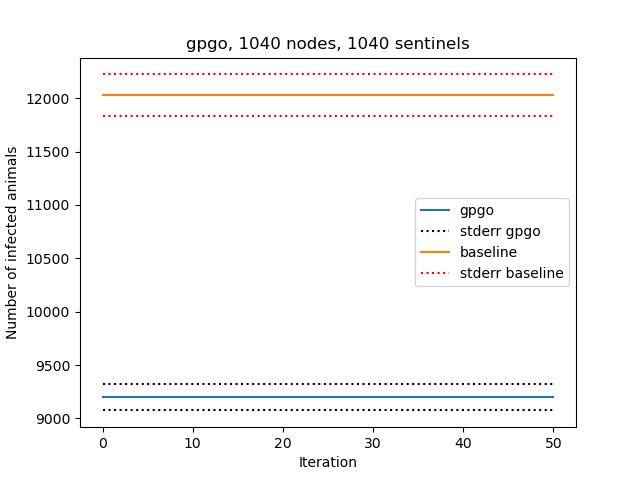 gpgo, 1040 nodes, 1040 sentinels
12000
11500
11000
10500
10000
9500
9000
Number of infected animals
gpgo
stderr gpgo
baseline
stderr baseline
0 10 20 30 40 50
Iteration